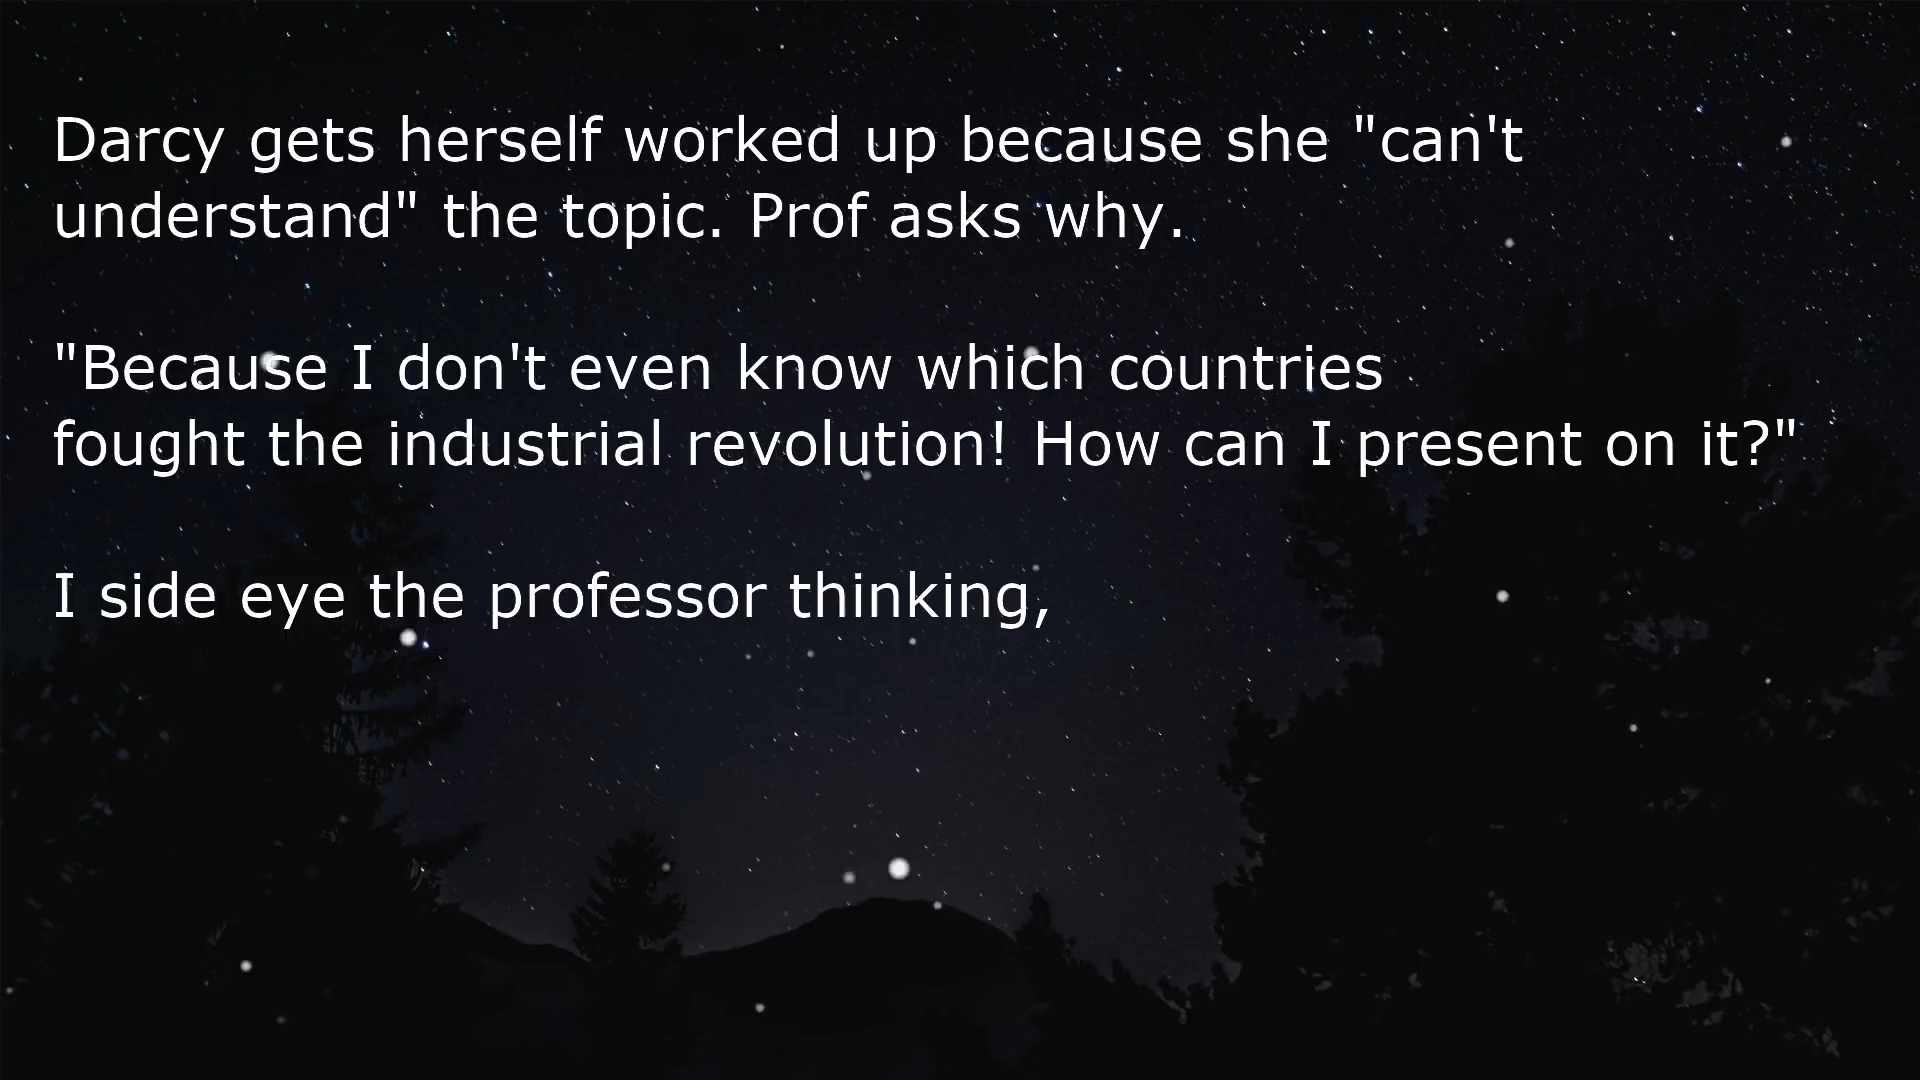 Darcy gets herself worked up because she "can't
understand" the topic. Prof asks why.
"Because I don't even know which countries
fought the industrial revolution! How can I present on it?"
I side eye the professor thinking,